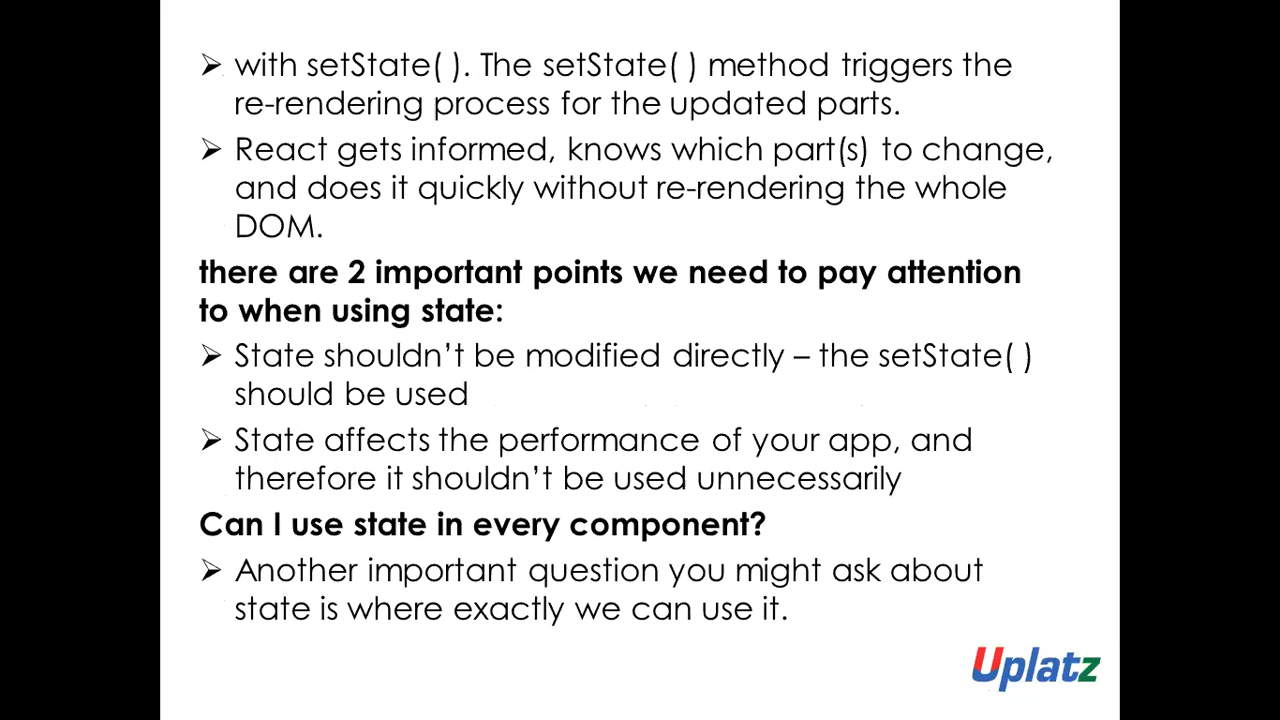 ➢ with setState( ). The setState( ) method triggers the
re-rendering process for the updated parts.
➢ React gets informed, knows which part(s) to change,
and does it quickly without re-rendering the whole
DOM.
there are 2 important points we need to pay attention
to when using state:
➢ State shouldn’t be modified directly – the setState( )
should be used
➢ State affects the performance of your app, and
therefore it shouldn’t be used unnecessarily
Can I use state in every component?
➢ Another important question you might ask about
state is where exactly we can use it.
Uplatz